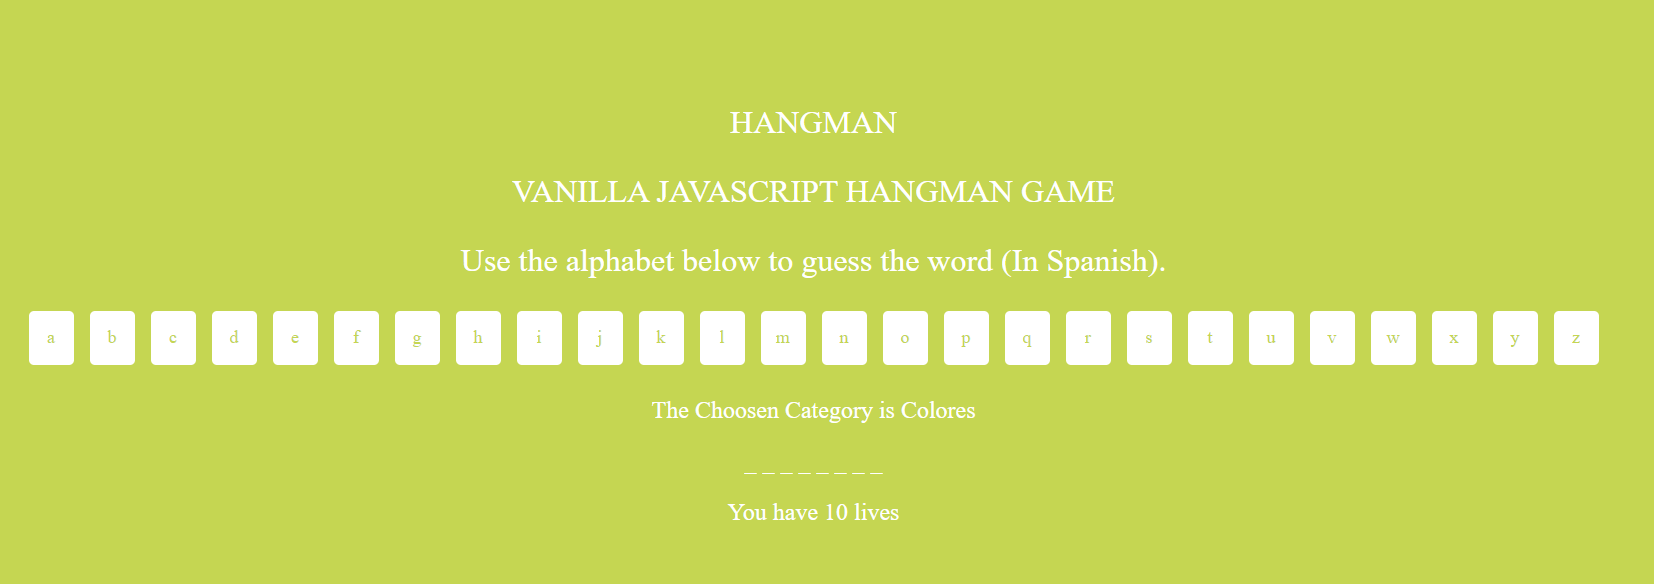 HANGMAN
VANILLA JAVASCRIPT HANGMAN GAME
Use the alphabet below to guess the word (In Spanish).
a b c d e f g h i j k l m n o p q r s t u v w x y z
The Choosen Category is Colores
_ _ _ _ _ _ _ _
You have 10 lives